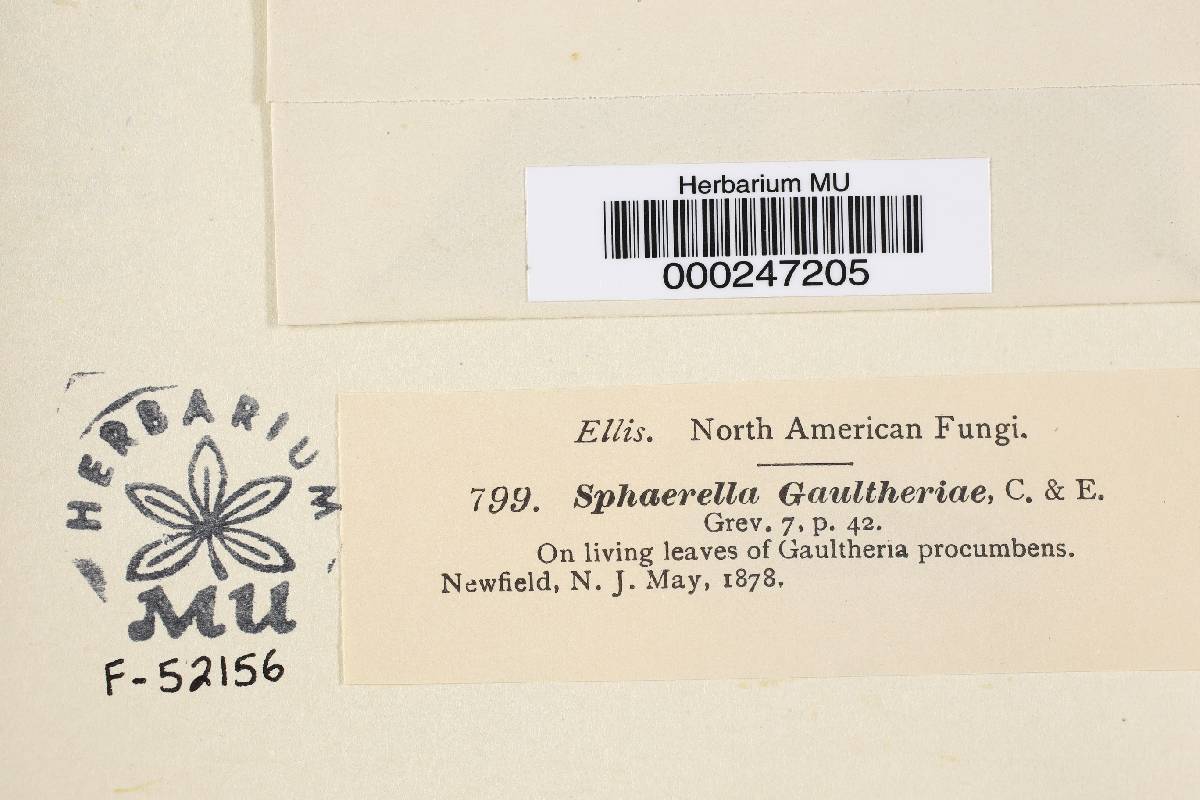 Herbarium MU
000247205
HERBARIUM
MU
F-52156
Ellis. North American Fungi.
799. Sphaerella Gaultheriae, C. & E.
Grev. 7, p. 42.
On living leaves of Gaultheria procumbens.
Newfield, N. J. May, 1878.